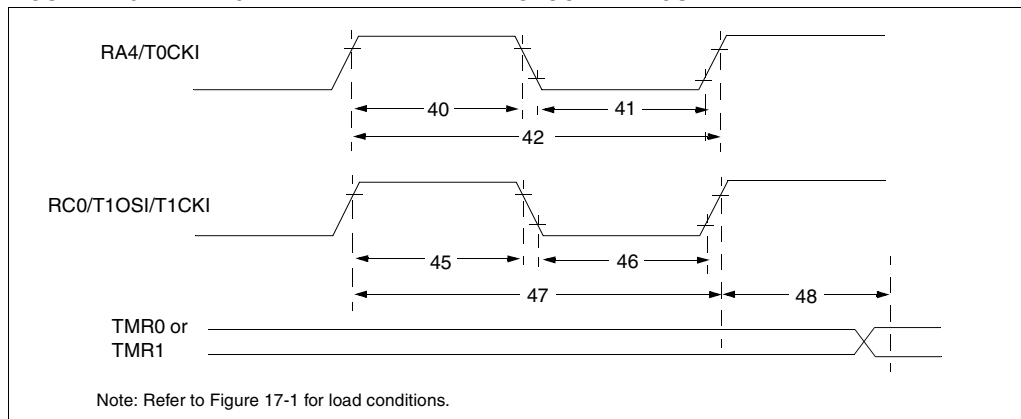 RA4/T0CKI
40
41
42
RC0/T1OSI/T1CKI
45
46
47
48
TMR0 or
TMR1
Note: Refer to Figure 17-1 for load conditions.